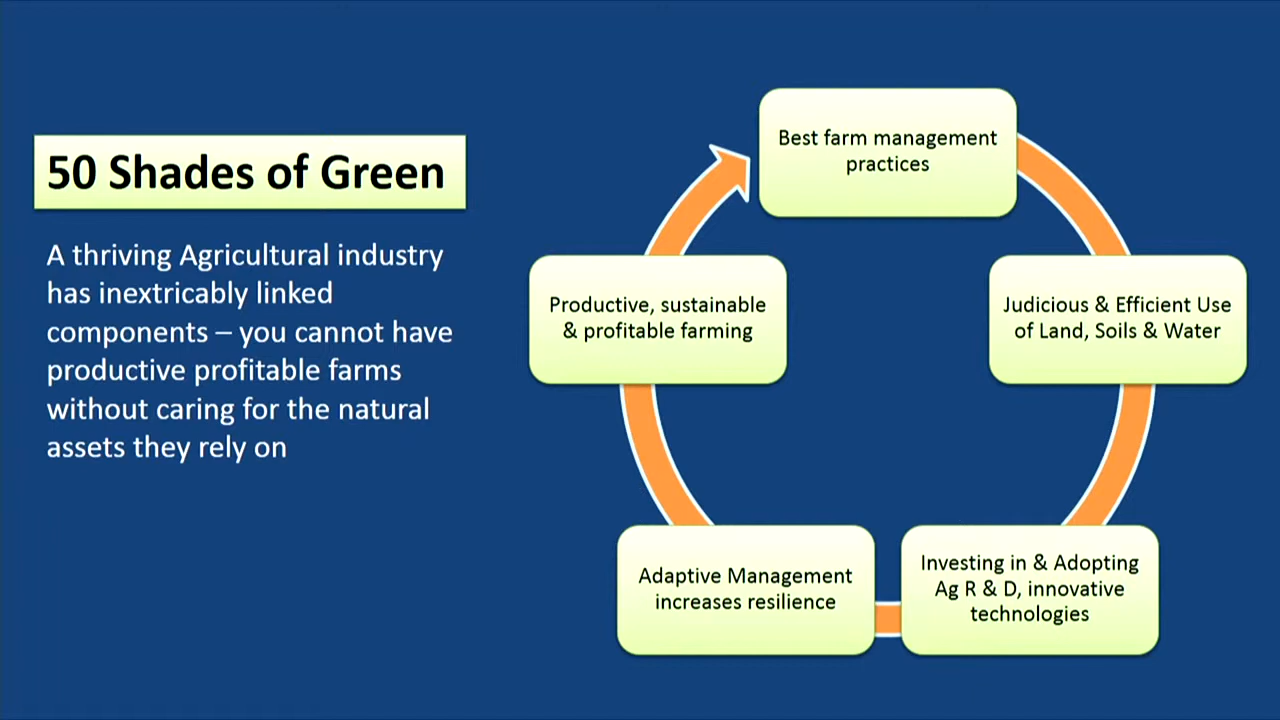 50 Shades of Green
A thriving Agricultural industry
has inextricably linked
components – you cannot have
productive profitable farms
without caring for the natural
assets they rely on
Best farm management
practices
Judicious & Efficient Use
of Land, Soils & Water
Investing in & Adopting
Ag R & D, innovative
technologies
Adaptive Management
increases resilience
Productive, sustainable
& profitable farming